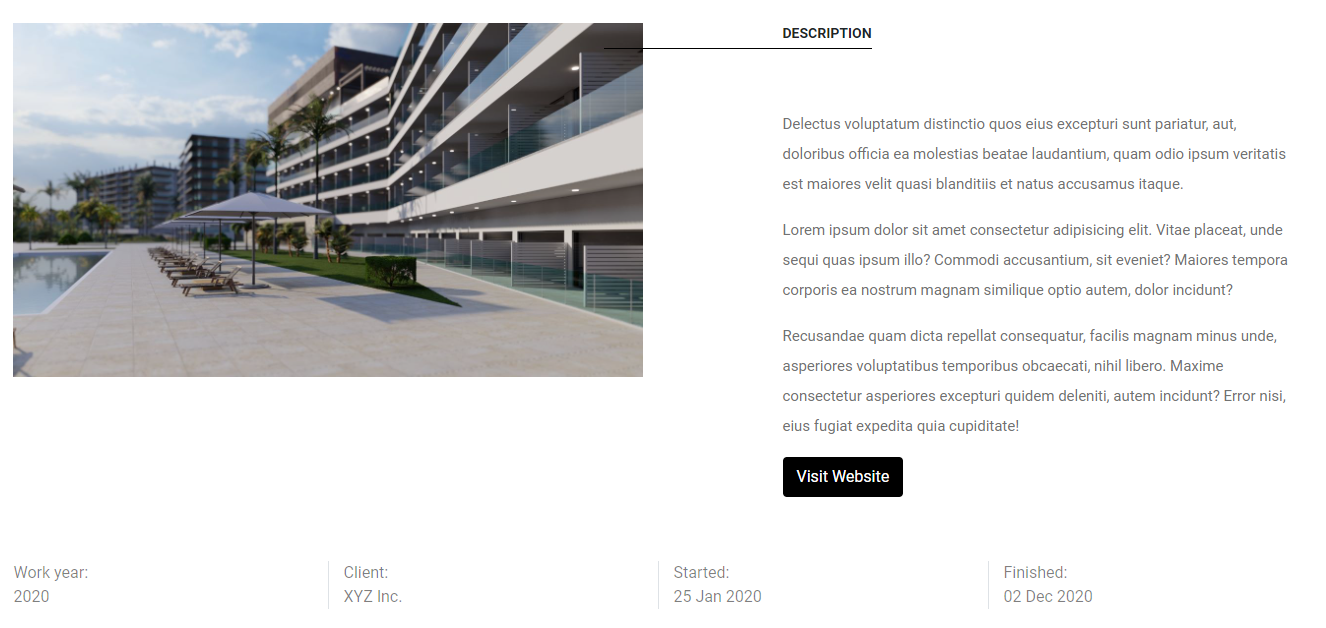 DESCRIPTION
Delectus voluptatum distinctio quos eius excepturi sunt pariatur, aut,
doloribus officia ea molestias beatae laudantium, quam odio ipsum veritatis
est maiores velit quasi blanditiis et natus accusamus itaque.
Lorem ipsum dolor sit amet consectetur adipisicing elit. Vitae placeat, unde
sequi quas ipsum illo? Commodi accusantium, sit eveniet? Maiores tempora
corporis ea nostrum magnam similique optio autem, dolor incidunt?
Recusandae quam dicta repellat consequatur, facilis magnam minus unde,
asperiores voluptatibus temporibus obcaecati, nihil libero. Maxime
consectetur asperiores excepturi quidem deleniti, autem incidunt? Error nisi,
eius fugiat expedita quia cupiditate!
Visit Website
Work year:
2020
Client:
XYZ Inc.
Started:
25 Jan 2020
Finished:
02 Dec 2020